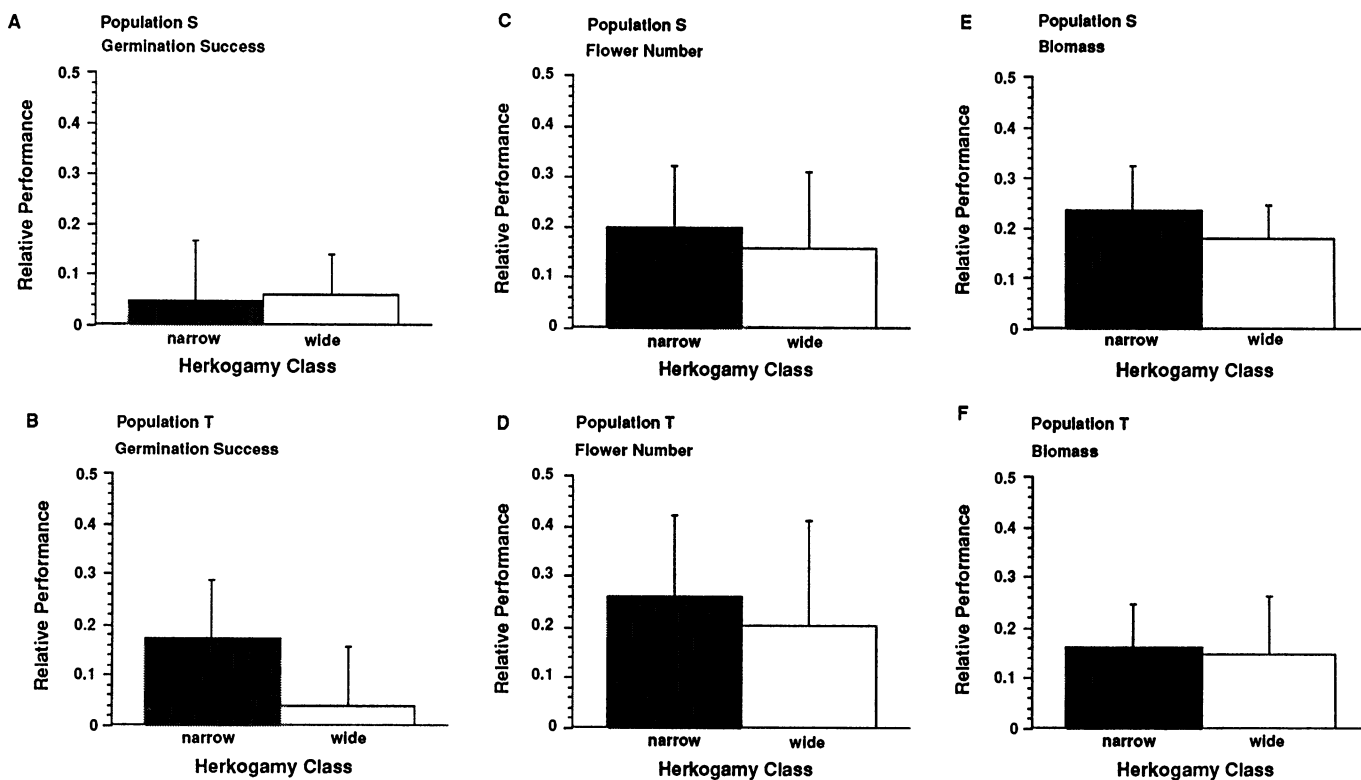 A
Population S
Germination Success
0.5
0.4
0.3
0.2
0.1
0
Relative Performance
narrow wide
Herkogamy Class
C
Population S
Flower Number
0.5
0.4
0.3
0.2
0.1
0
Relative Performance
narrow wide
Herkogamy Class
E
Population S
Biomass
0.5
0.4
0.3
0.2
0.1
0
Relative Performance
narrow wide
Herkogamy Class
B
Population T
Germination Success
0.5
0.4
0.3
0.2
0.1
0
Relative Performance
narrow wide
Herkogamy Class
D
Population T
Flower Number
0.5
0.4
0.3
0.2
0.1
0
Relative Performance
narrow wide
Herkogamy Class
F
Population T
Biomass
0.5
0.4
0.3
0.2
0.1
0
Relative Performance
narrow wide
Herkogamy Class